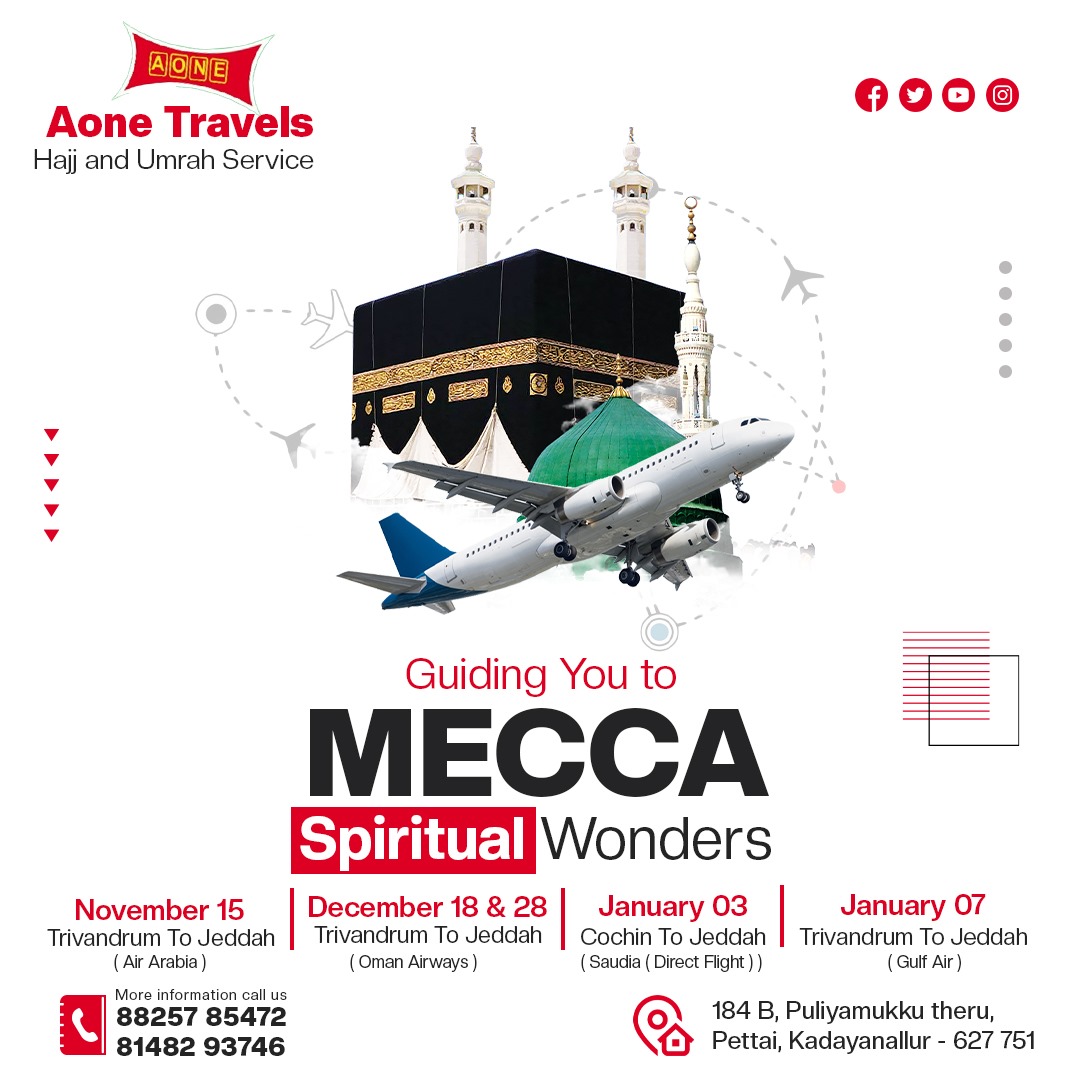 AONE
Aone Travels
Hajj and Umrah Service
Guiding You to
MECCA
Spiritual Wonders
November 15
Trivandrum To Jeddah
( Air Arabia )
December 18 & 28
Trivandrum To Jeddah
( Oman Airways )
January 03
Cochin To Jeddah
( Saudia ( Direct Flight ) )
January 07
Trivandrum To Jeddah
( Gulf Air )
More information call us
88257 85472
81482 93746
184 B, Puliyamukku theru,
Pettai, Kadayanallur - 627 751